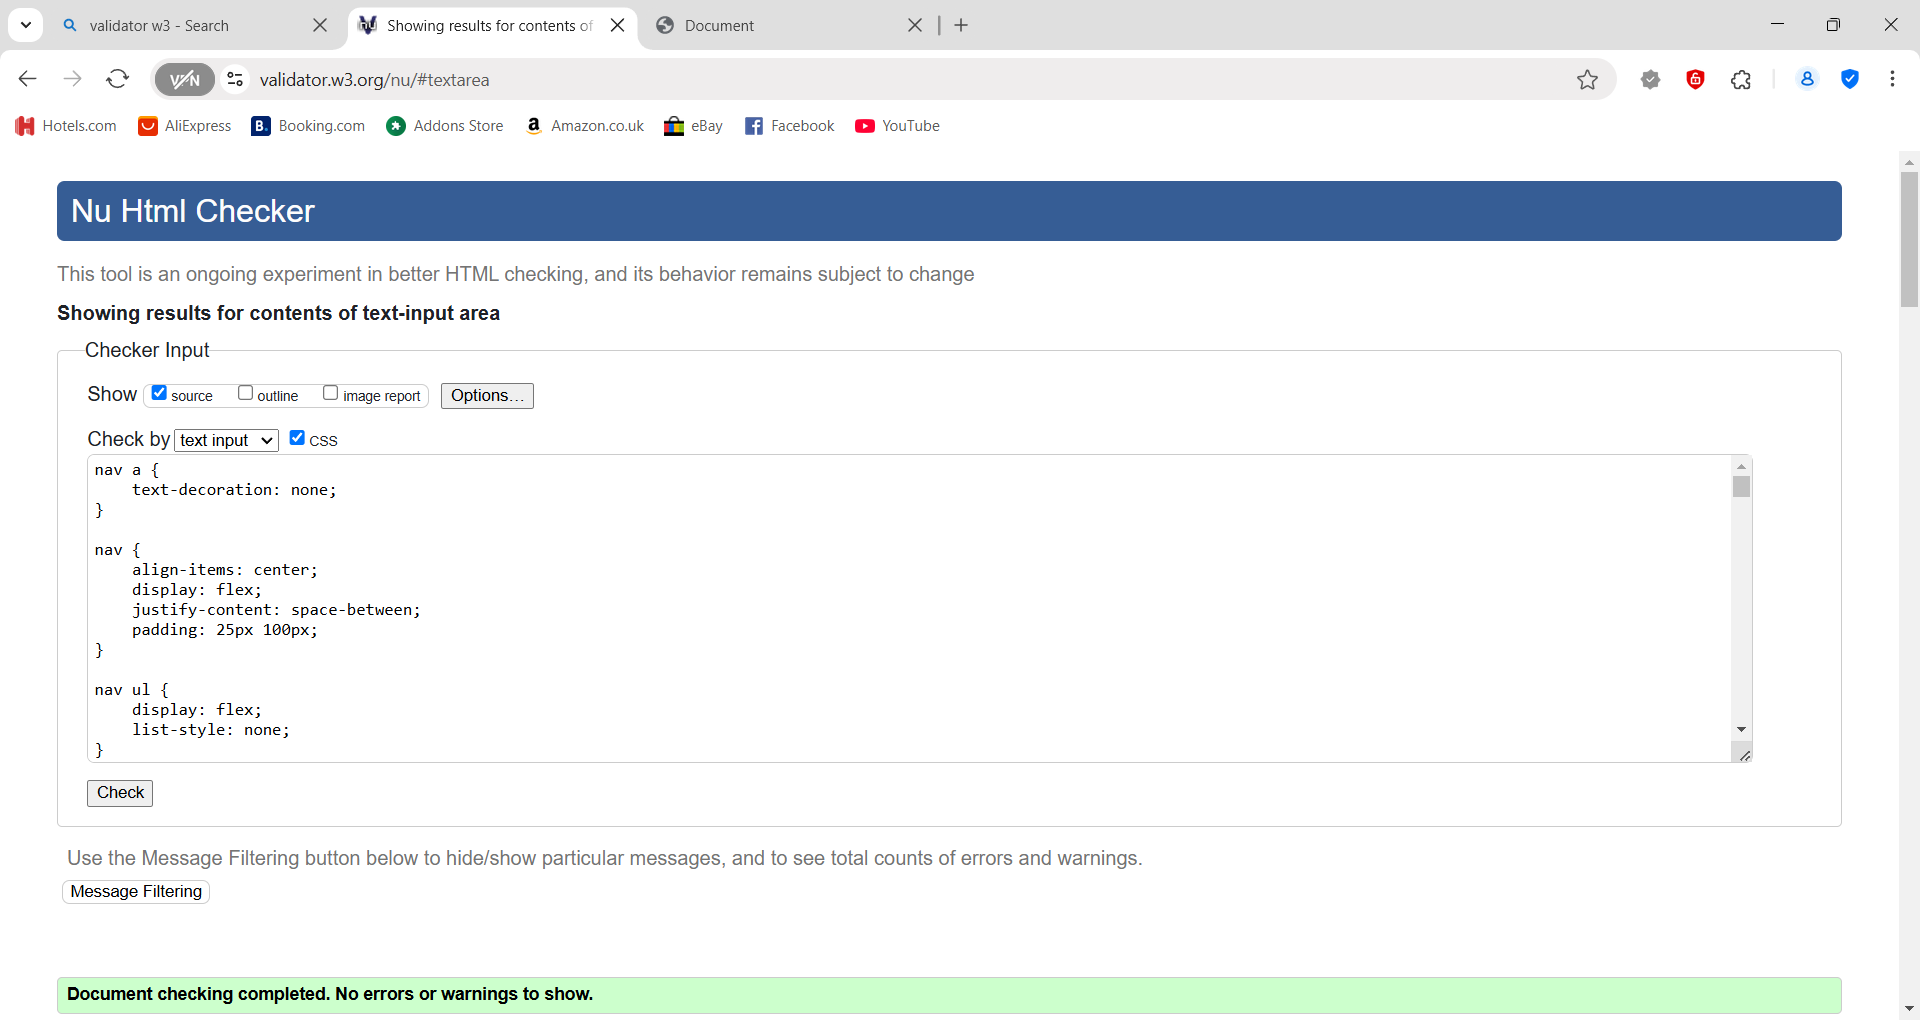 validator w3 - Search
Showing results for contents of
Document
VPN
validator.w3.org/nu/#textarea
Hotels.com
AliExpress
B. Booking.com
Addons Store
a Amazon.co.uk
eBay
Facebook
YouTube
Nu Html Checker
This tool is an ongoing experiment in better HTML checking, and its behavior remains subject to change
Showing results for contents of text-input area
Checker Input
Show source outline image report Options...
Check by text input CSS
nav a {
    text-decoration: none;
}
nav {
    align-items: center;
    display: flex;
    justify-content: space-between;
    padding: 25px 100px;
}
nav ul {
    display: flex;
    list-style: none;
}
Check
Use the Message Filtering button below to hide/show particular messages, and to see total counts of errors and warnings.
Message Filtering
Document checking completed. No errors or warnings to show.